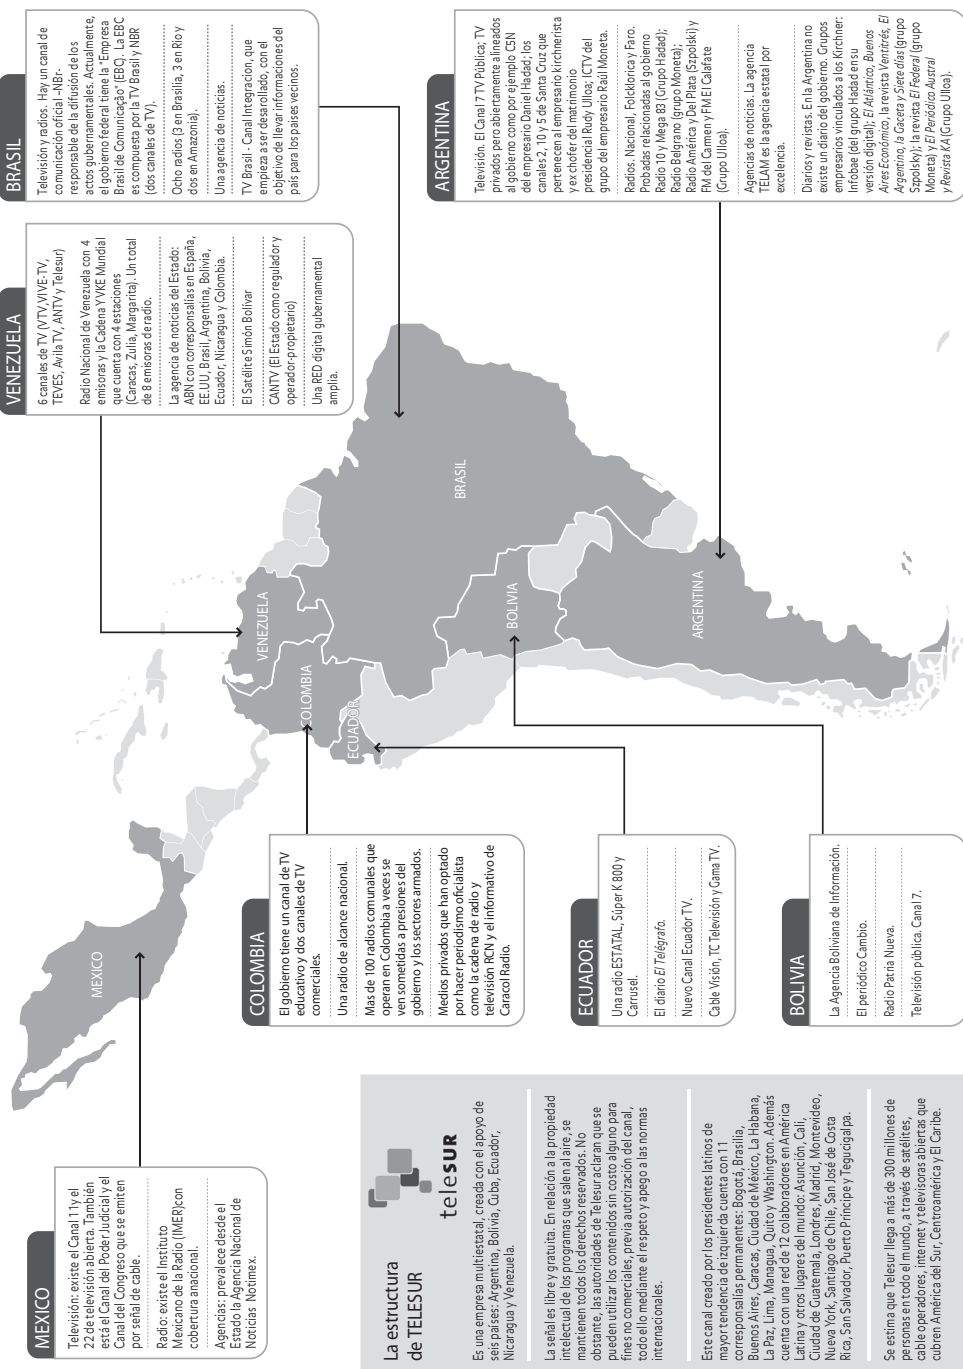 MEXICO
Televisión: existe el Canal 11 y el
22 de televisión abierta. También
está el Canal del Poder Judicial y el
Canal del Congreso que se emiten
por señal de cable.
Radio: existe el Instituto
Mexicano de la Radio (IMER)con
cobertura nacional.
Agencias: prevalece desde el
Estado la Agencia Nacional de
Noticias Notimex.
COLOMBIA
El gobierno tiene un canal de TV
educativo y dos canales de TV
comerciales.
Una radio de alcance nacional.
Mas de 100 radios comunales que
operan en Colombia a veces se
ven sometidas a presiones del
gobierno y los sectores armados.
Medios privados que han optado
por hacer periodismo oficialista
como la cadena de radio y
televisión RCN y el informativo de
Caracol Radio.
ECUADOR
Una radio ESTATAL, Súper K 800 y
Carrusel.
El diario El Telégrafo.
Nuevo Canal Ecuador TV.
Cable Visión, TC Televisión y Gama TV.
BOLIVIA
La Agencia Boliviana de Información.
El periódico Cambio.
Radio Patria Nueva.
Televisión pública. Canal 7.
VENEZUELA
6 canales de TV (VTV, VIVE-TV,
TEVES, Avila TV, ANTV y Telesur)
Radio Nacional de Venezuela con 4
emisoras y la Cadena YVKE Mundial
que cuenta con 4 estaciones
(Caracas, Zulia, Margarita). Un total
de 8 emisoras de radio.
La agencia de noticias del Estado:
ABN con corresponsalías en España,
EE.UU, Brasil, Argentina, Bolivia,
Ecuador, Nicaragua y Colombia.
El Satélite Simón Bolivar
CANTV (El Estado como regulador y
operador-propietario)
Una RED digital gubernamental
amplia.
BRASIL
Televisión y radios. Hay un canal de
comunicación oficial -NBr-
responsable de la difusión de los
actos gubernamentales. Actualmente,
el gobierno federal tiene la "Empresa
Brasil de Comunicação" (EBC). La EBC
es compuesta por la TV Brasil y NBR
(dos canales de TV).
Ocho radios (3 en Brasilia, 3 en Rio y
dos en Amazonia).
Una agencia de noticias.
TV Brasil - Canal Integracion, que
empieza a ser desarollado, con el
objetivo de llevar informaciones del
país para los países vecinos.
ARGENTINA
Televisión. El Canal 7 TV Pública; TV
privados pero abiertamente alineados
al gobierno como por ejemplo C5N
del empresario Daniel Hadad; los
canales 2, 10 y 5 de Santa Cruz que
pertenecen al empresario kirchnerista
y ex chofer del matrimonio
presidencia Rudy Ulloa; ICTV del
grupo del empresario Raúl Moneta.
Radios. Nacional, Folcklorica y Faro.
Probadas relacionadas al gobierno
Radio 10 y Mega 983 (Grupo Hadad);
Radio Belgrano (grupo Moneta);
Radio América y Del Plata (Szpolski) y
FM del Carmen y FM El Calafate
(Grupo Ulloa).
Agencias de noticias. La agencia
TELAM es la agencia estatal por
excelencia.
Diarios y revistas. En la Argentina no
existe un diario del gobierno. Grupos
empresarios vinculados a los Kirchner:
Infobae (del grupo Hadad en su
versión digital); El Atlántico, Buenos
Aires Económico, la revista Ventitrés, El
Argentino, la Gaceta y Siete días (grupo
Szpolsky); la revista El Federal (grupo
Moneta) y El Periódico Austral
y Revista KA (Grupo Ulloa).
MEXICO
VENEZUELA
COLOMBIA
ECUADOR
BRASIL
BOLIVIA
ARGENTINA
La estructura
de TELESUR
teleSUR
Es una empresa multiestatal, creada con el apoyo de
seis países: Argentina, Bolivia, Cuba, Ecuador,
Nicaragua y Venezuela.
La señal es libre y gratuita. En relación a la propiedad
intelectual de los programas que salen al aire, se
mantienen todos los derechos reservados. No
obstante, las autoridades de Telesur aclaran que se
pueden utilizar los contenidos sin costo alguno para
fines no comerciales, previa autorización del canal,
todo ello mediante el respeto y apego a las normas
internacionales.
Este canal creado por los presidentes latinos de
mayor tendencia de izquierda cuenta con 11
corresponsalías permanentes: Bogotá, Brasilia,
Buenos Aires, Caracas, Ciudad de México, La Habana,
La Paz, Lima, Managua, Quito y Washington. Además
cuenta con una red de 12 colaboradores en América
Latina y otros lugares del mundo: Asunción, Cali,
Ciudad de Guatemala, Londres, Madrid, Montevideo,
Nueva York, Santiago de Chile, San José de Costa
Rica, San Salvador, Puerto Príncipe y Tegucigalpa.
Se estima que Telesur llega a más de 300 millones de
personas en todo el mundo, a través de satélites,
cable operadores, internet y televisoras abiertas que
cubren América del Sur, Centroamérica y El Caribe.